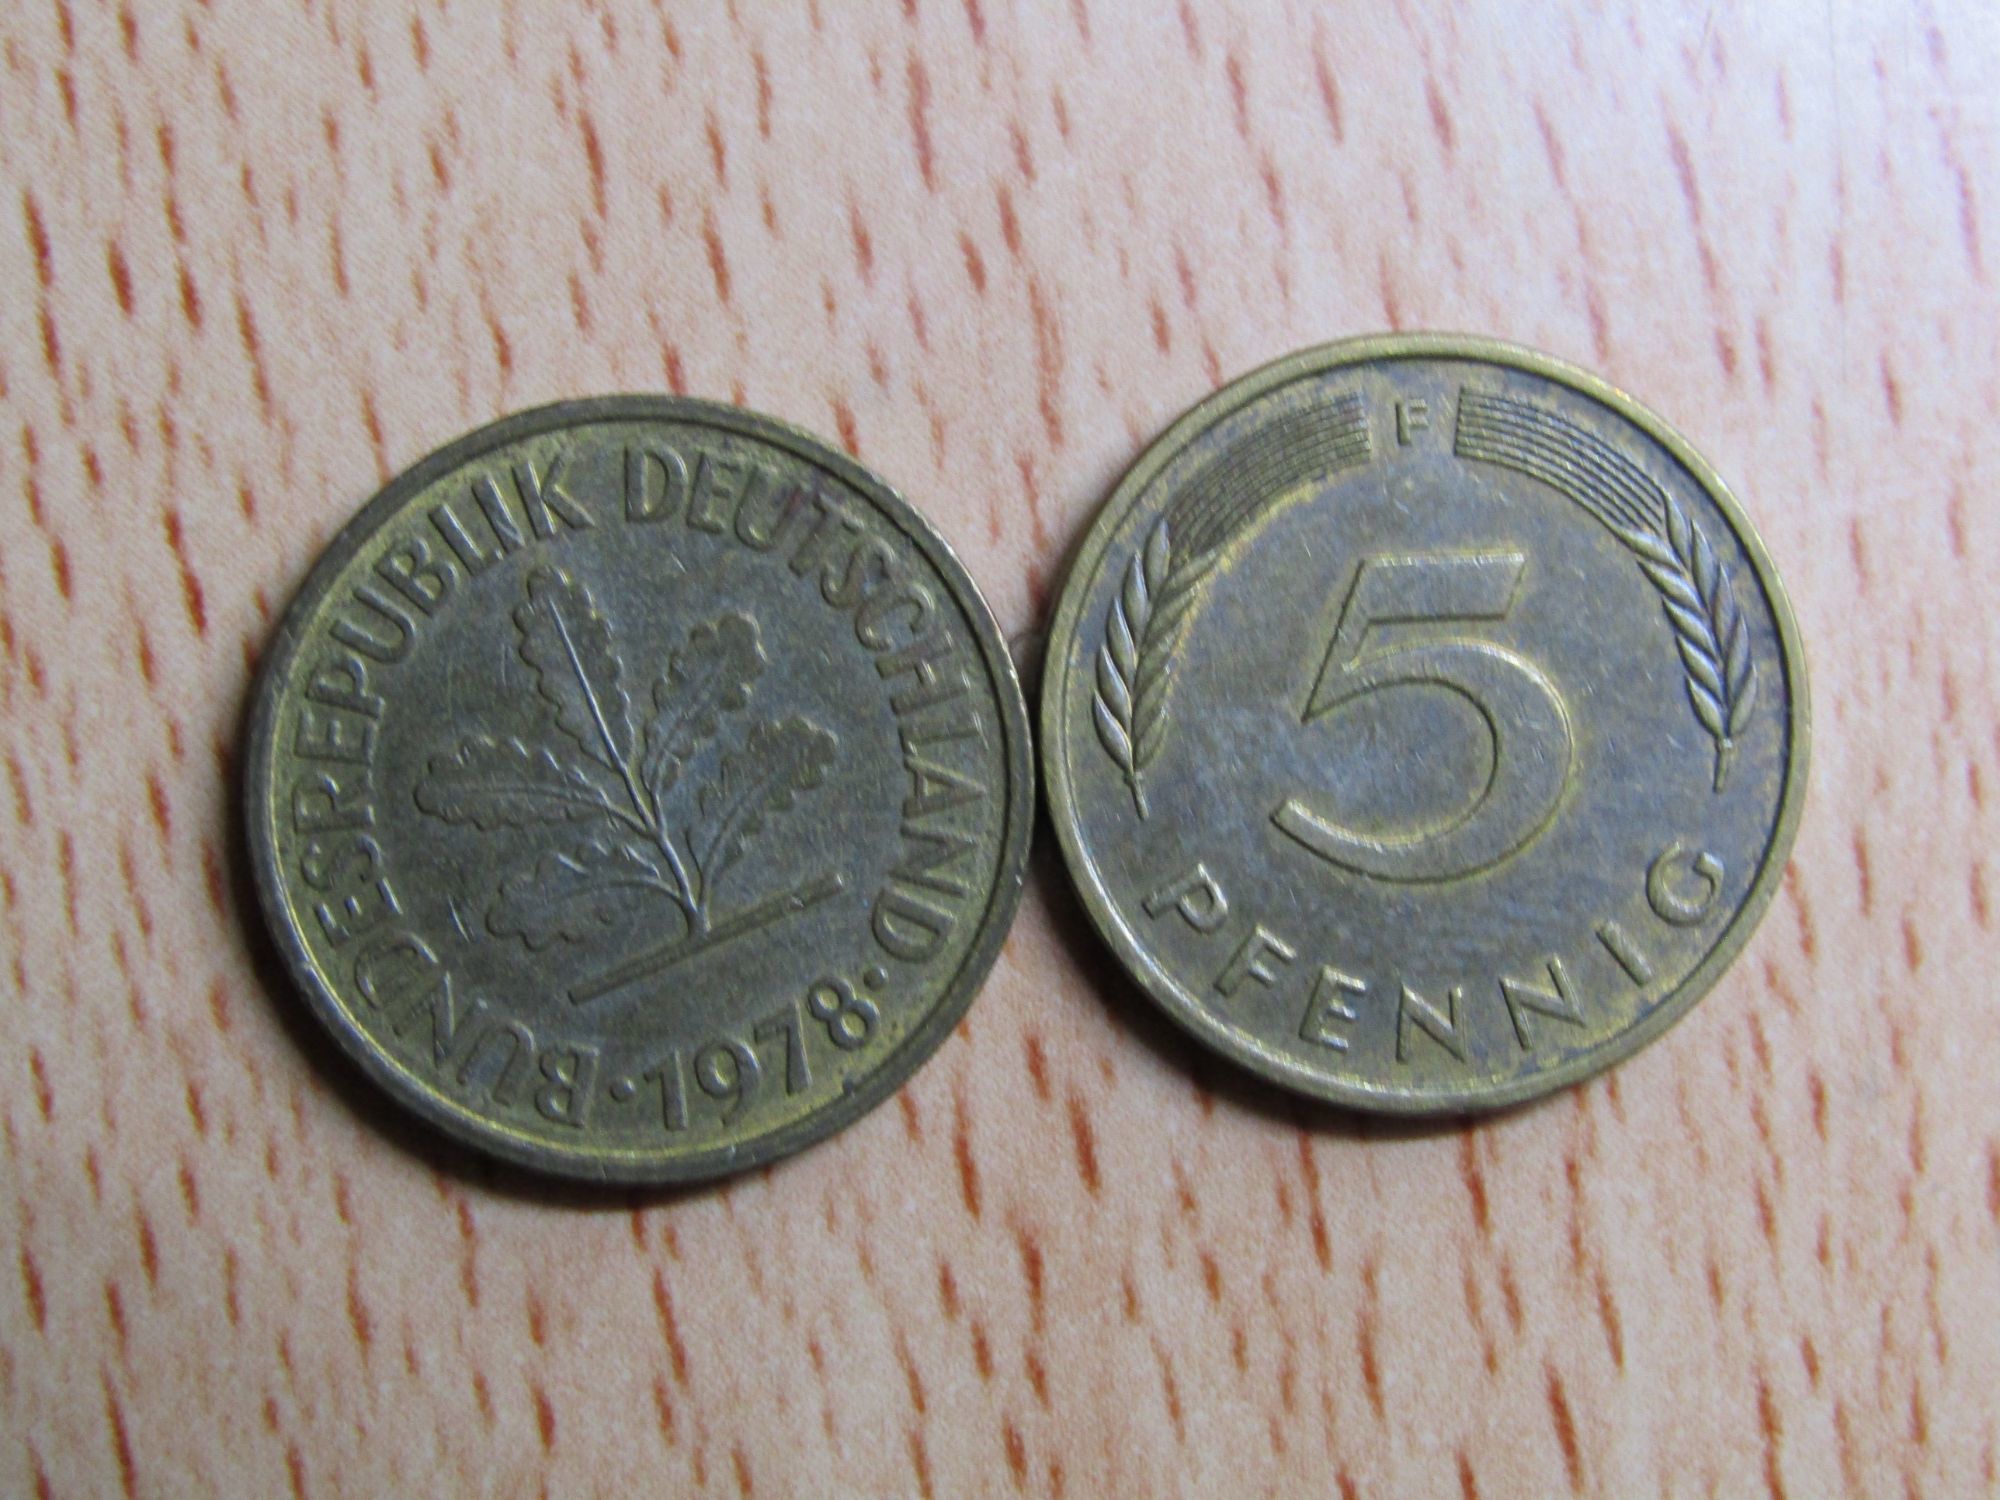 BUNDESREPUBLIK DEUTSCHLAND
· 1978 ·
F
5
PFENNIG